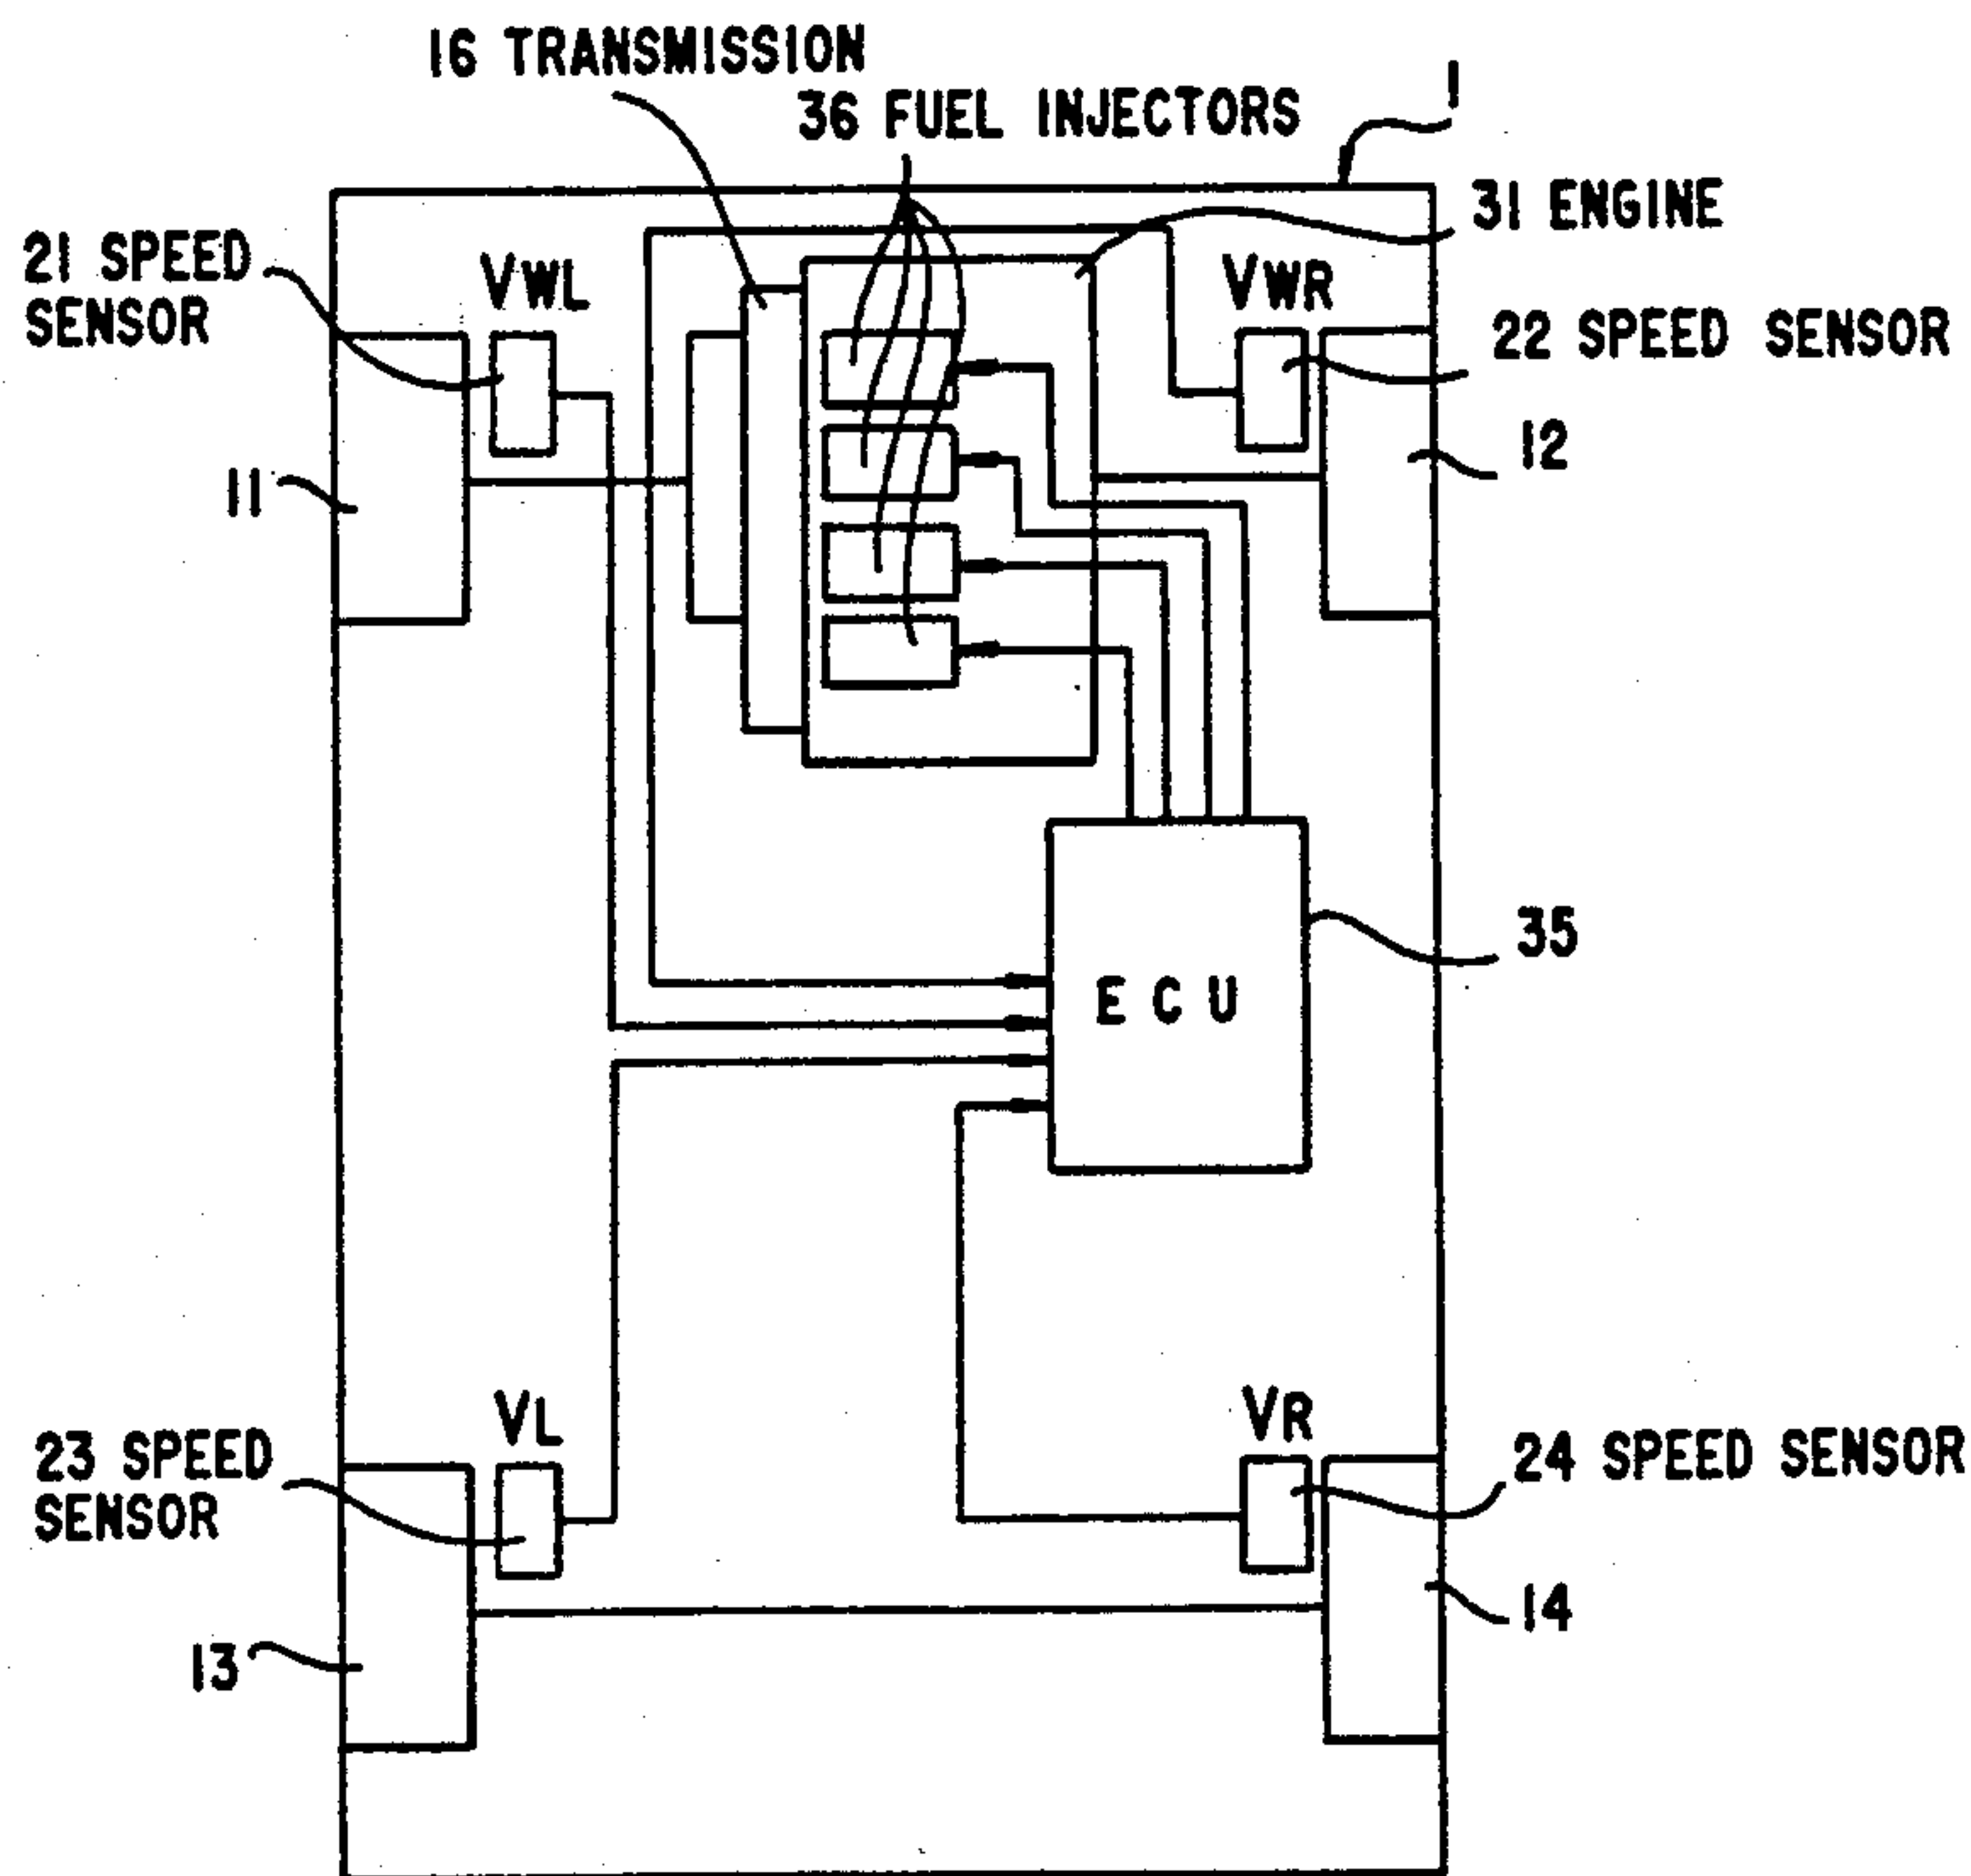 16 TRANSMISSION
36 FUEL INJECTORS
1
31 ENGINE
21 SPEED
SENSOR
VWL
VWR
22 SPEED SENSOR
11
12
35
ECU
VL
VR
23 SPEED
SENSOR
24 SPEED SENSOR
13
14